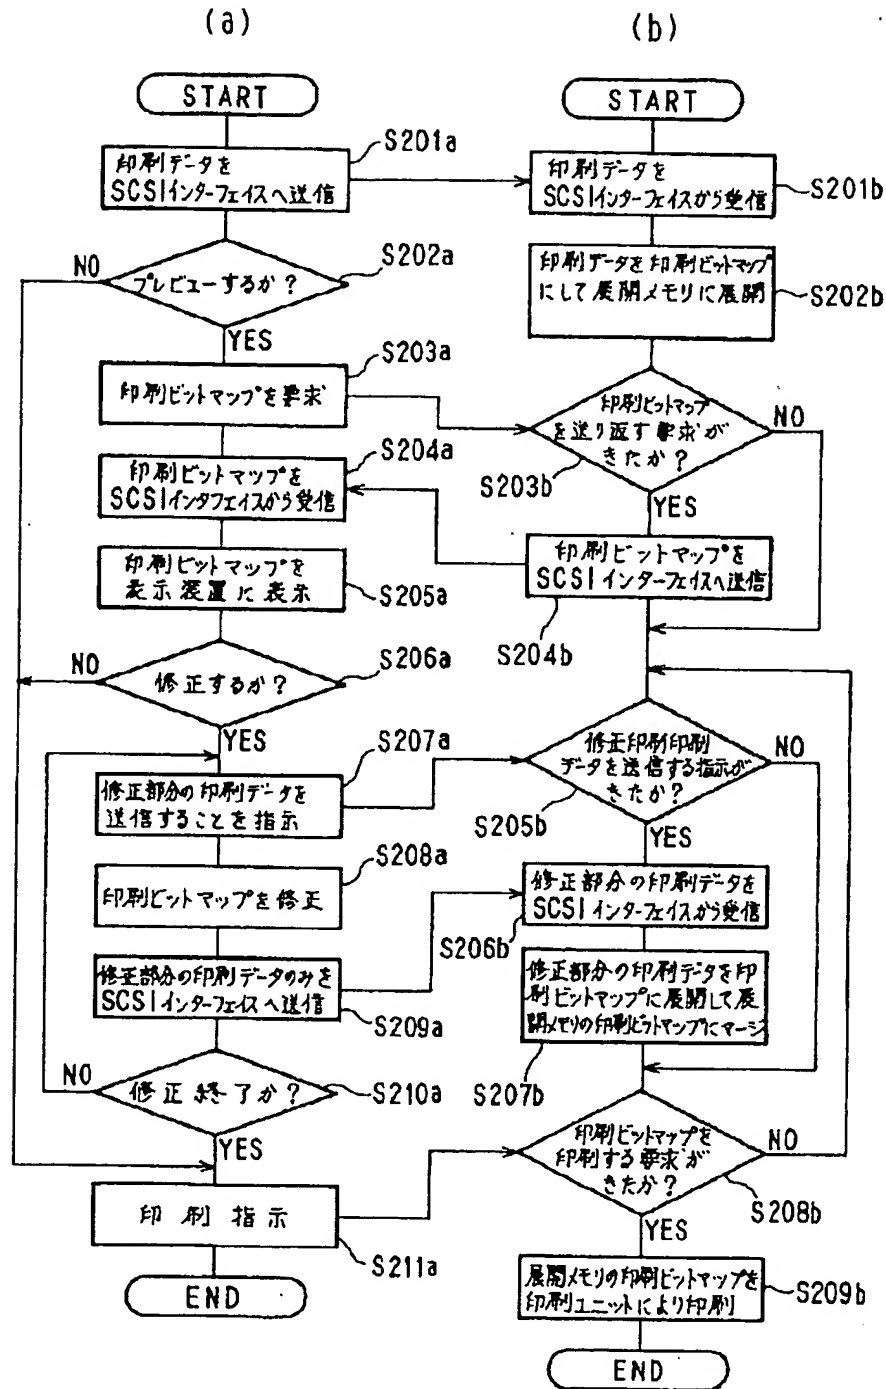 (a)
START
印刷データを
SCSIインターフェイスへ送信
S201a
NO
プレビューするか?
S202a
YES
印刷ビットマップを要求
S203a
印刷ビットマップを
SCSIインタフェイスから受信
S204a
印刷ビットマップを
表示装置に表示
S205a
NO
修正するか?
S206a
YES
修正部分の印刷データを
送信することを指示
S207a
印刷ビットマップを修正
S208a
修正部分の印刷データのみを
SCSIインターフェイスへ送信
S209a
NO
修正終了か?
S210a
YES
印刷指示
S211a
END
(b)
START
印刷データを
SCSIインターフェイスから受信
S201b
印刷データを印刷ビットマップ
にして展開メモリに展開
S202b
印刷ビットマップ
を送り返す要求が
きたか?
NO
S203b
YES
印刷ビットマップを
SCSIインターフェイスへ送信
S204b
修正印刷印刷
データを送信する指示が
きたか?
NO
S205b
YES
修正部分の印刷データを
SCSIインターフェイスから受信
S206b
修正部分の印刷データを印
刷ビットマップに展開して展
開メモリの印刷ビットマップにマージ
S207b
印刷ビットマップを
印刷する要求が
きたか?
NO
S208b
YES
展開メモリの印刷ビットマップを
印刷ユニットにより印刷
S209b
END